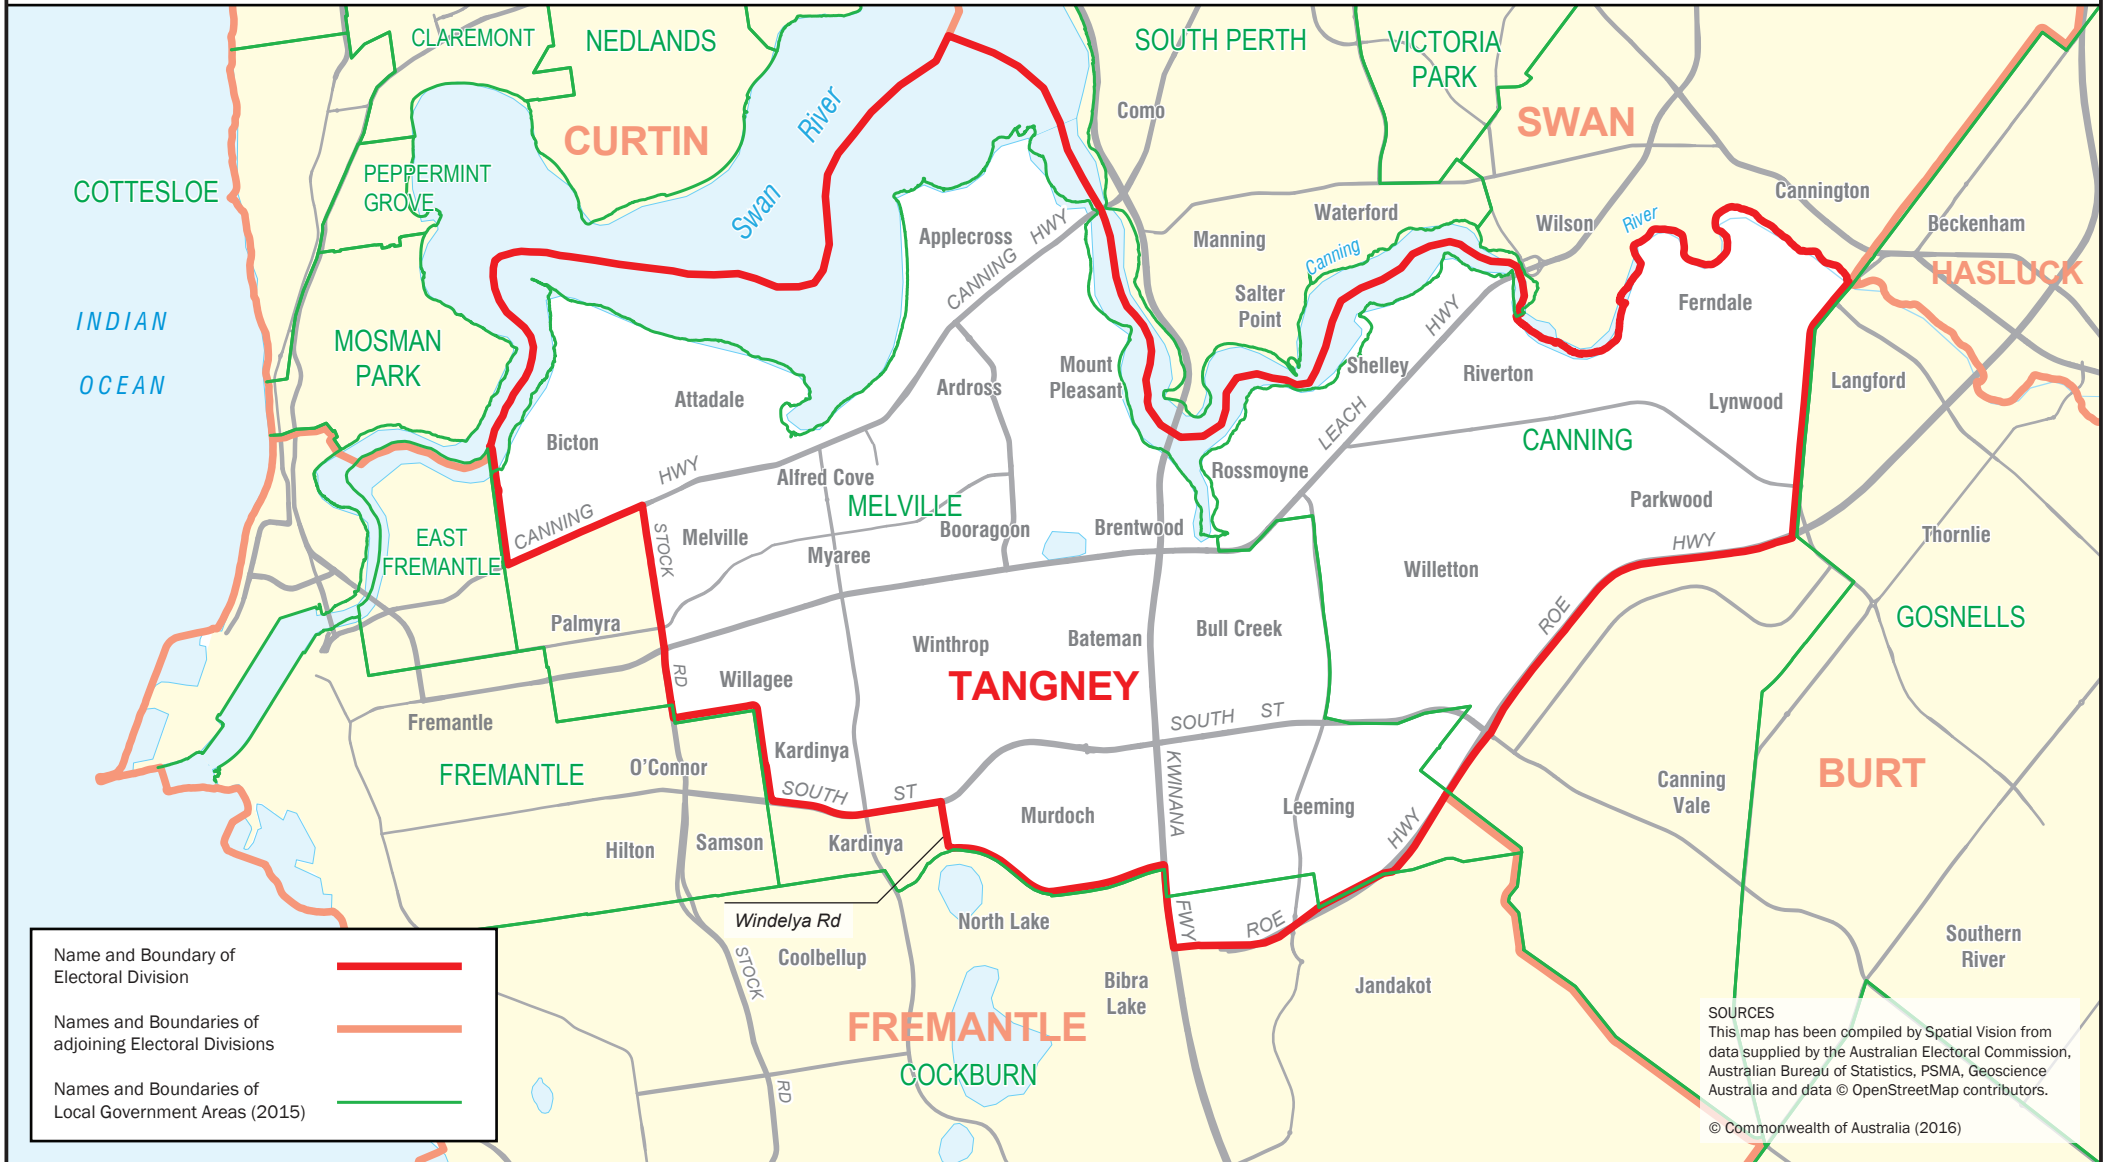 CLAREMONT
NEDLANDS
SOUTH PERTH
VICTORIA
PARK
SWAN
CURTIN
Como
River
Swan
PEPPERMINT
GROVE
COTTESLOE
Cannington
Beckenham
HASLUCK
Waterford
Wilson
River
Manning
Canning
Applecross
CANNING
HWY
Salter
Point
Ferndale
INDIAN
OCEAN
MOSMAN
PARK
HWY
Mount
Pleasant
Shelley
Riverton
Langford
Lynwood
Ardross
Attadale
Bicton
LEACH
CANNING
Rossmoyne
HWY
Alfred Cove
MELVILLE
Parkwood
CANNING
Melville
STOCK
Booragoon
Brentwood
EAST
FREMANTLE
Myaree
HWY
Thornlie
Willetton
ROE
GOSNELLS
Palmyra
Winthrop
Bateman
Bull Creek
RD
Willagee
TANGNEY
SOUTH
ST
Fremantle
Kardinya
KWINANA
FREMANTLE
O'Connor
SOUTH
ST
Canning
Vale
BURT
Leeming
HWY
Murdoch
Hilton
Samson
Kardinya
Windelya Rd
North Lake
FWY
ROE
STOCK
Coolbellup
Bibra
Lake
Jandakot
Southern
River
FREMANTLE
COCKBURN
RD
Name and Boundary of
Electoral Division
Names and Boundaries of
adjoining Electoral Divisions
Names and Boundaries of
Local Government Areas (2015)
SOURCES
This map has been compiled by Spatial Vision from
data supplied by the Australian Electoral Commission,
Australian Bureau of Statistics, PSMA, Geoscience
Australia and data © OpenStreetMap contributors.
© Commonwealth of Australia (2016)